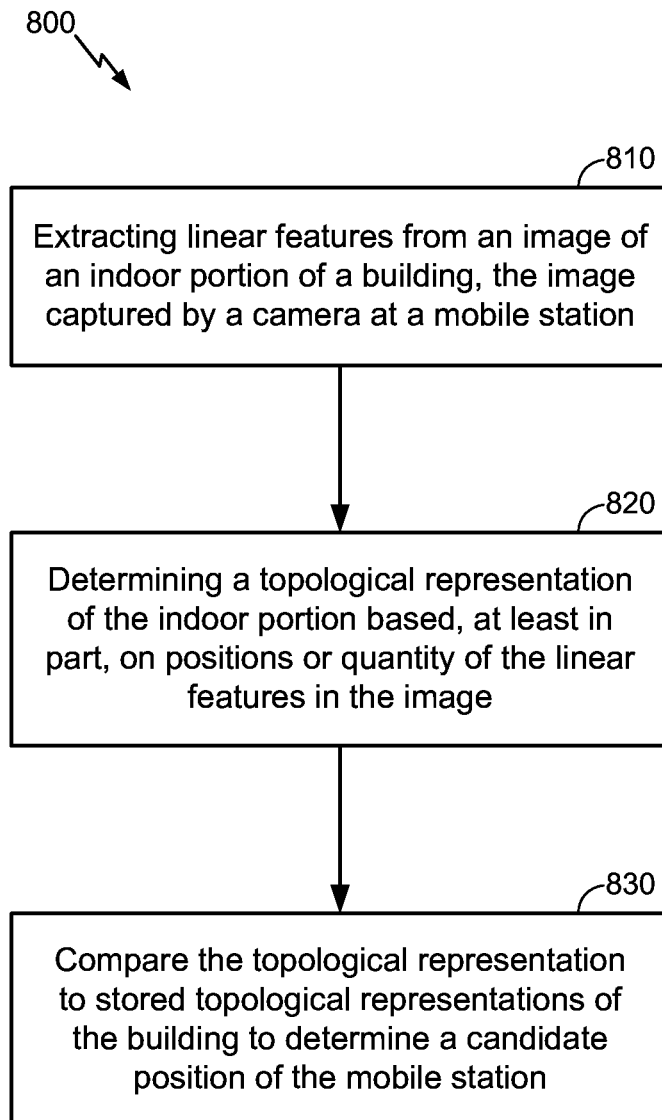 800
810
Extracting linear features from an image of
an indoor portion of a building, the image
captured by a camera at a mobile station
820
Determining a topological representation
of the indoor portion based, at least in
part, on positions or quantity of the linear
features in the image
830
Compare the topological representation
to stored topological representations of
the building to determine a candidate
position of the mobile station